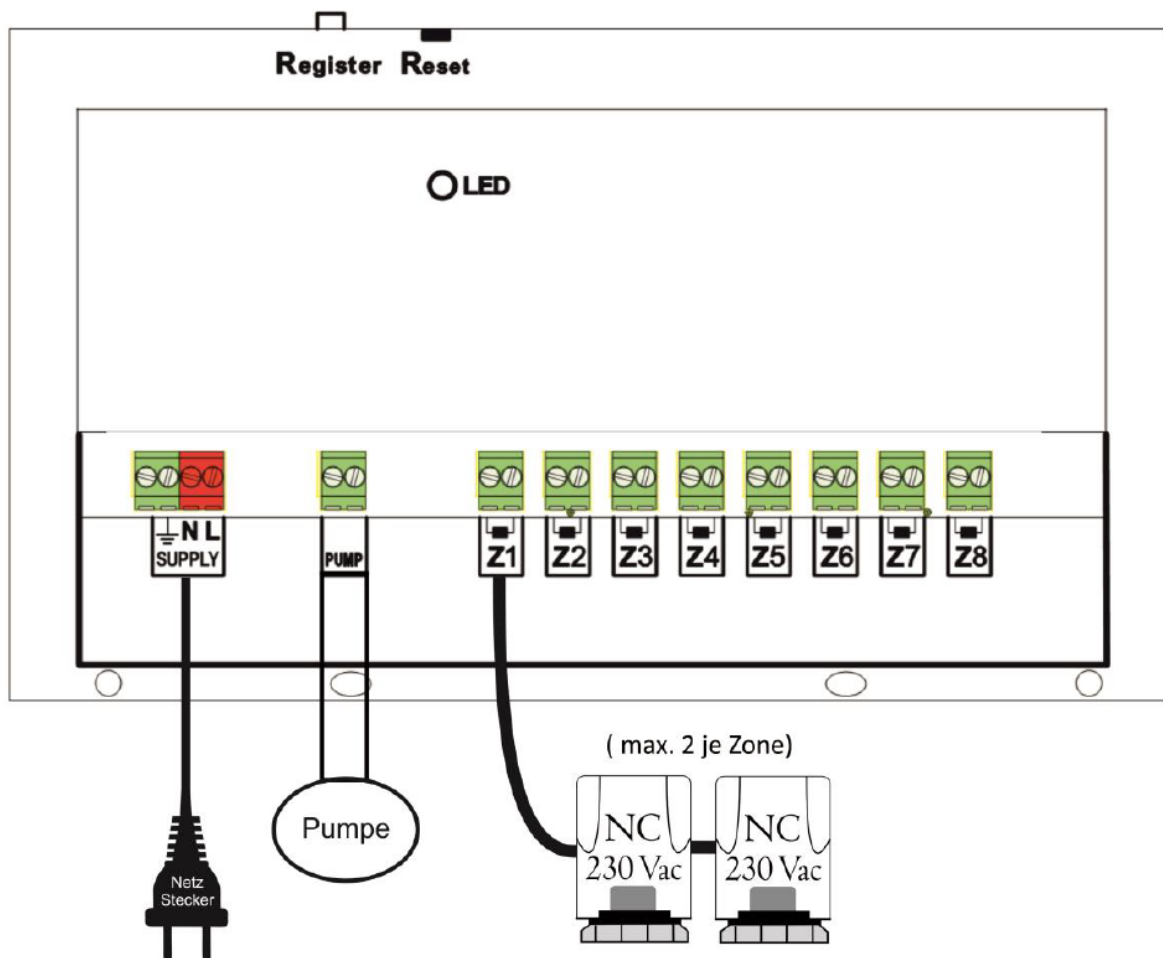 Register Reset
LED
N L
SUPPLY
PUMP
Z1 Z2 Z3 Z4 Z5 Z6 Z7 Z8
( max. 2 je Zone)
Pumpe
NC
230 Vac
NC
230 Vac
Netz
Stecker